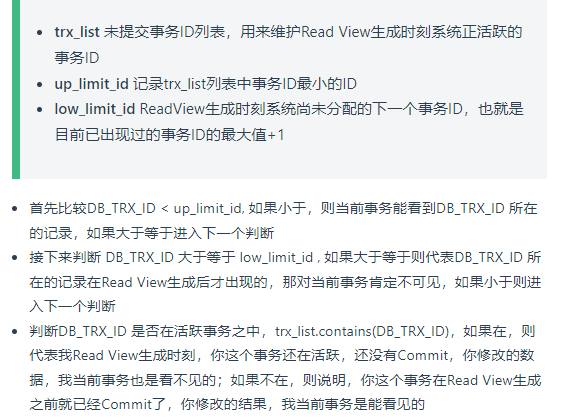 trx_list 未提交事务ID列表，用来维护Read View生成时刻系统正活跃的
事务ID
up_limit_id 记录trx_list列表中事务ID最小的ID
low_limit_id ReadView生成时刻系统尚未分配的下一个事务ID，也就是
目前已出现过的事务ID的最大值+1
首先比较DB_TRX_ID < up_limit_id, 如果小于，则当前事务能看到DB_TRX_ID 所在
的记录，如果大于等于进入下一个判断
接下来判断 DB_TRX_ID 大于等于 low_limit_id , 如果大于等于则代表DB_TRX_ID 所
在的记录在Read View生成后才出现的，那对当前事务肯定不可见，如果小于则进
入下一个判断
判断DB_TRX_ID 是否在活跃事务之中，trx_list.contains(DB_TRX_ID)，如果在，则
代表我Read View生成时刻，你这个事务还在活跃，还没有Commit，你修改的数
据，我当前事务也是看不见的；如果不在，则说明，你这个事务在Read View生成
之前就已经Commit了，你修改的结果，我当前事务是能看见的